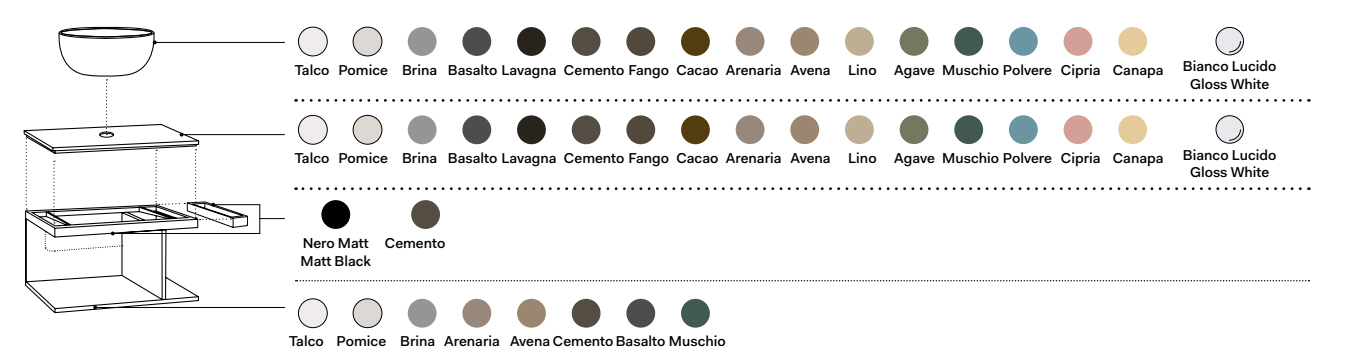 Talco Pomice Brina Basalto Lavagna Cemento Fango Cacao Arenaria Avena Lino Agave Muschio Polvere Cipria Canapa Bianco Lucido
Gloss White
Talco Pomice Brina Basalto Lavagna Cemento Fango Cacao Arenaria Avena Lino Agave Muschio Polvere Cipria Canapa Bianco Lucido
Gloss White
Nero Matt Cemento
Matt Black
Talco Pomice Brina Arenaria Avena Cemento Basalto Muschio